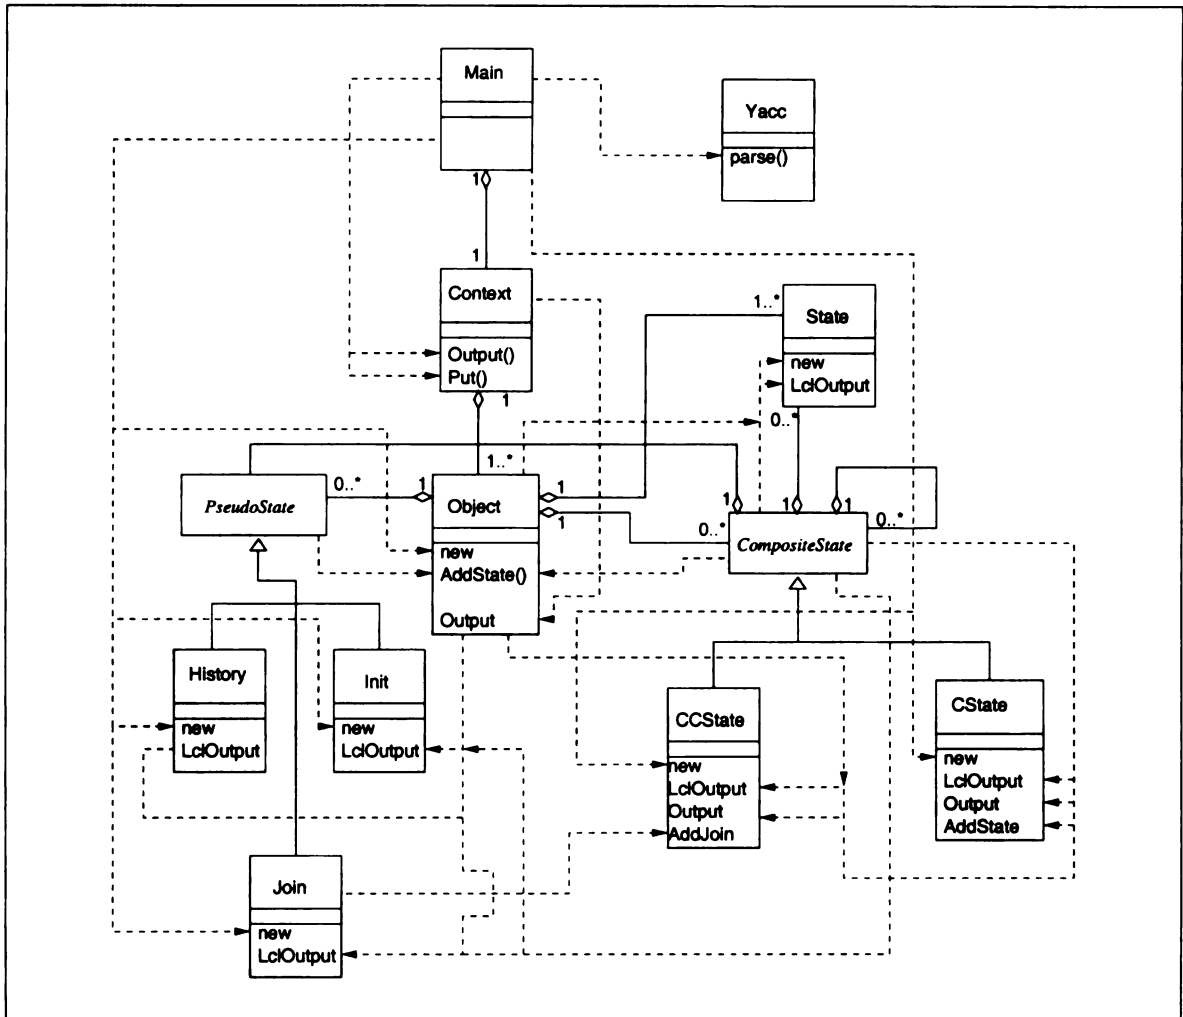 Main
Yacc
parse()
1
1
Context
Output()
Put()
1
1..*
State
new
LclOutput
0..*
1..*
PseudoState
0..*
1
Object
1
1
new
AddState()
Output
0..*
1
1
1
0..*
CompositeState
History
new
LclOutput
Init
new
LclOutput
CCState
new
LclOutput
Output
AddJoin
CState
new
LclOutput
Output
AddState
Join
new
LclOutput